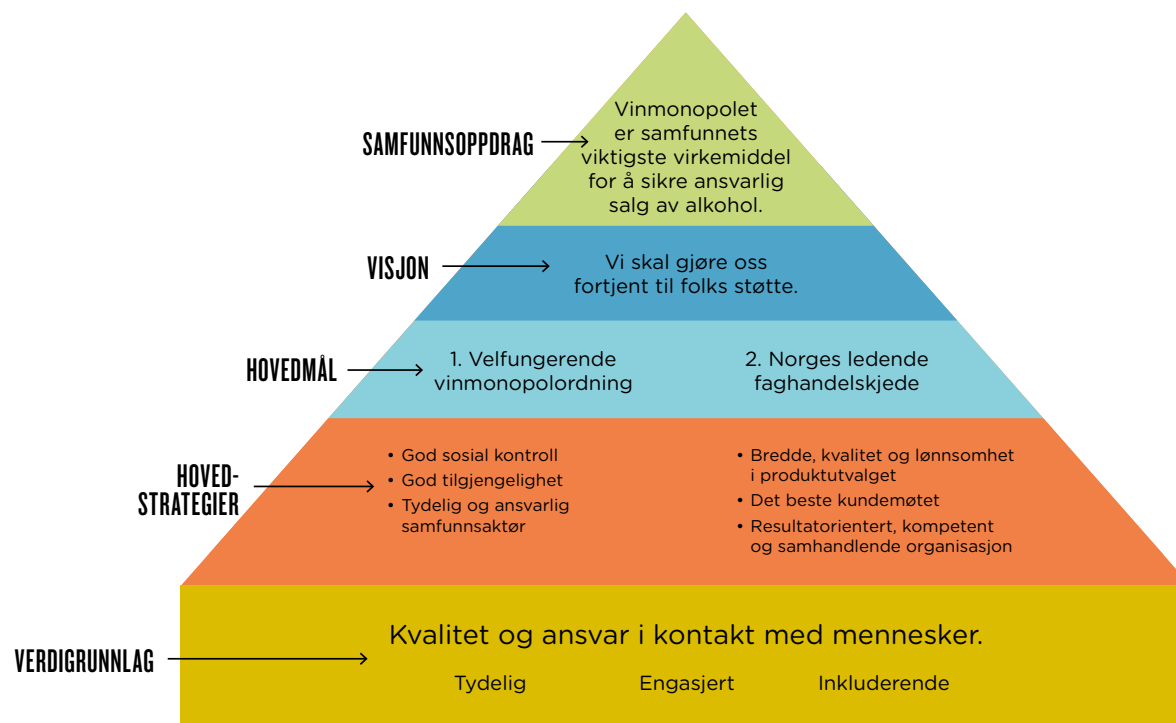 SAMFUNNSOPPDRAG
Vinmonopolet
er samfunnets
viktigste virkemiddel
for å sikre ansvarlig
salg av alkohol.
VISJON
Vi skal gjøre oss
fortjent til folks støtte.
HOVEDMÅL
1. Velfungerende
vinmonopolordning
2. Norges ledende
faghandelskjede
HOVED-
STRATEGIER
• God sosial kontroll
• God tilgjengelighet
• Tydelig og ansvarlig
samfunnsaktør
• Bredde, kvalitet og lønnsomhet
i produktutvalget
• Det beste kundemøtet
• Resultatorientert, kompetent
og samhandlende organisasjon
VERDIGRUNNLAG
Kvalitet og ansvar i kontakt med mennesker.
Tydelig Engasjert Inkluderende